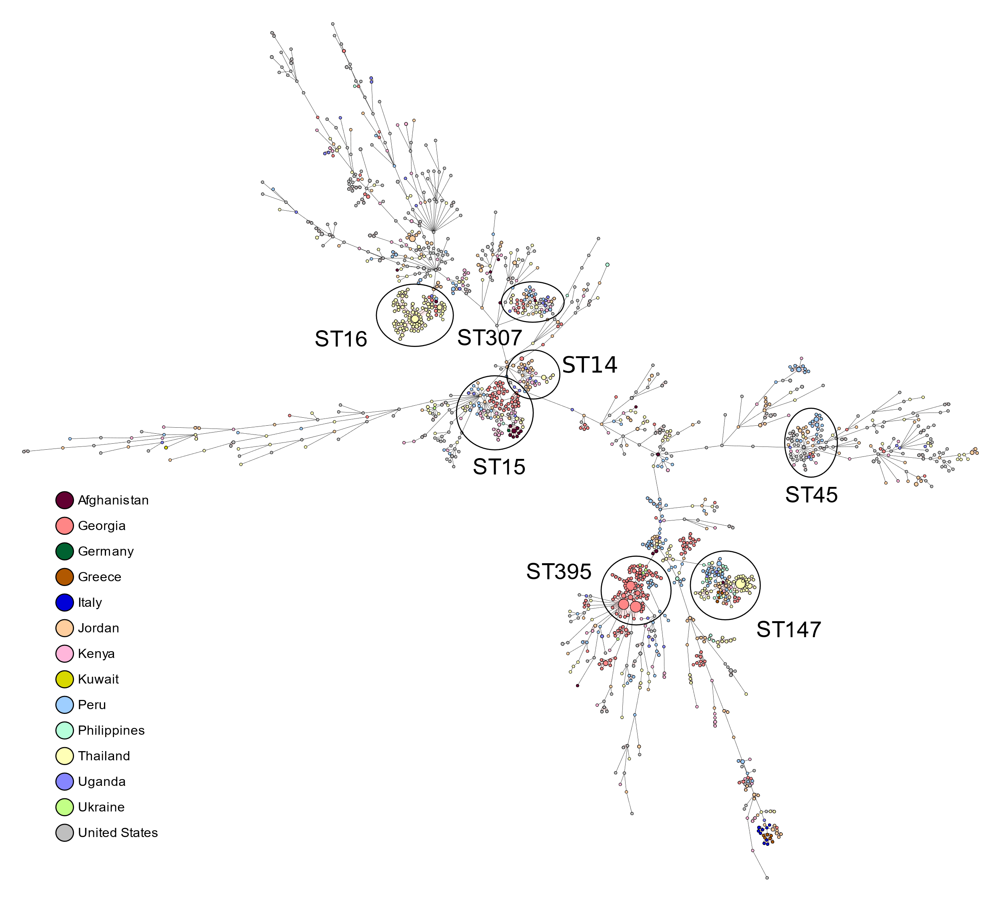 ST16
ST307
ST14
ST15
ST45
ST395
ST147
Afghanistan
Georgia
Germany
Greece
Italy
Jordan
Kenya
Kuwait
Peru
Philippines
Thailand
Uganda
Ukraine
United States